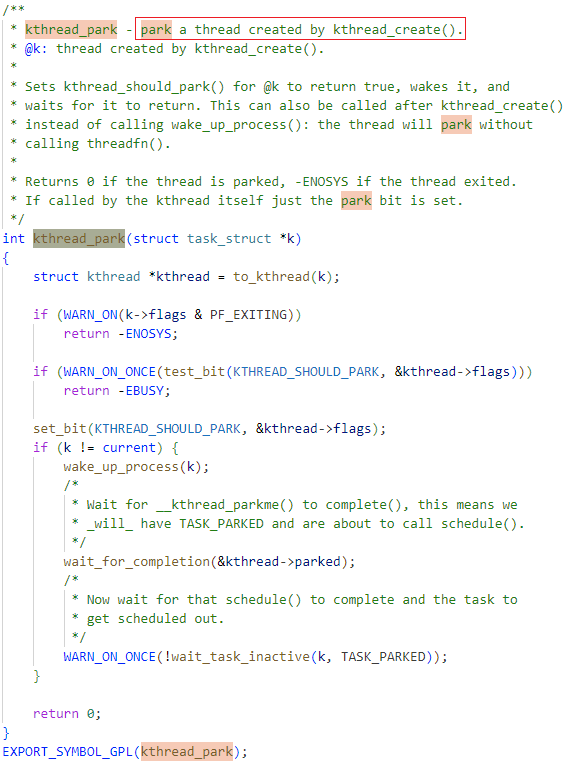 /**
 * kthread_park - park a thread created by kthread_create().
 * @k: thread created by kthread_create().
 *
 * Sets kthread_should_park() for @k to return true, wakes it, and
 * waits for it to return. This can also be called after kthread_create()
 * instead of calling wake_up_process(): the thread will park without
 * calling threadfn().
 *
 * Returns 0 if the thread is parked, -ENOSYS if the thread exited.
 * If called by the kthread itself just the park bit is set.
 */
int kthread_park(struct task_struct *k)
{
    struct kthread *kthread = to_kthread(k);

    if (WARN_ON(k->flags & PF_EXITING))
        return -ENOSYS;

    if (WARN_ON_ONCE(test_bit(KTHREAD_SHOULD_PARK, &kthread->flags)))
        return -EBUSY;

    set_bit(KTHREAD_SHOULD_PARK, &kthread->flags);
    if (k != current) {
        wake_up_process(k);
        /*
         * Wait for __kthread_parkme() to complete(), this means we
         * _will_ have TASK_PARKED and are about to call schedule().
         */
        wait_for_completion(&kthread->parked);
        /*
         * Now wait for that schedule() to complete and the task to
         * get scheduled out.
         */
        WARN_ON_ONCE(!wait_task_inactive(k, TASK_PARKED));
    }

    return 0;
}
EXPORT_SYMBOL_GPL(kthread_park);